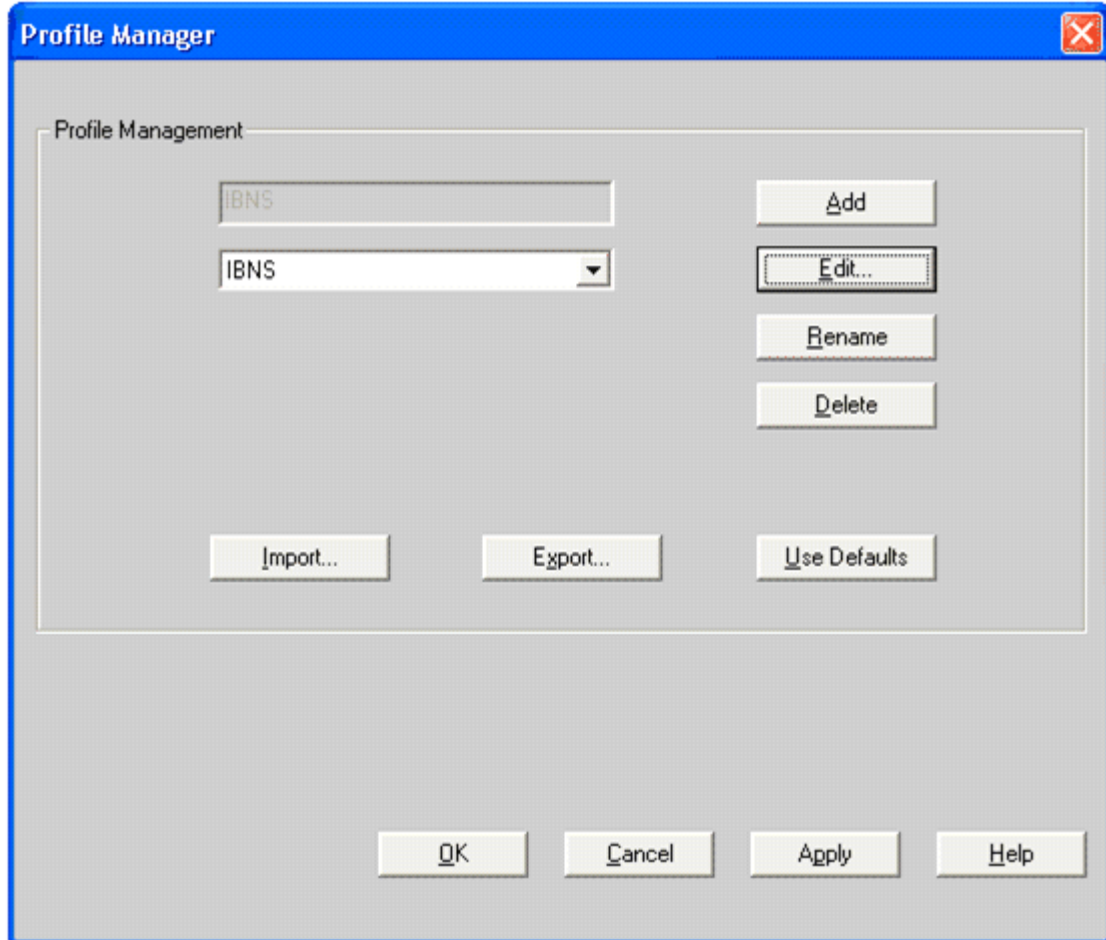 Profile Manager
Profile Management
IBNS
Add
IBNS
Edit...
Rename
Delete
Import...
Export...
Use Defaults
OK
Cancel
Apply
Help